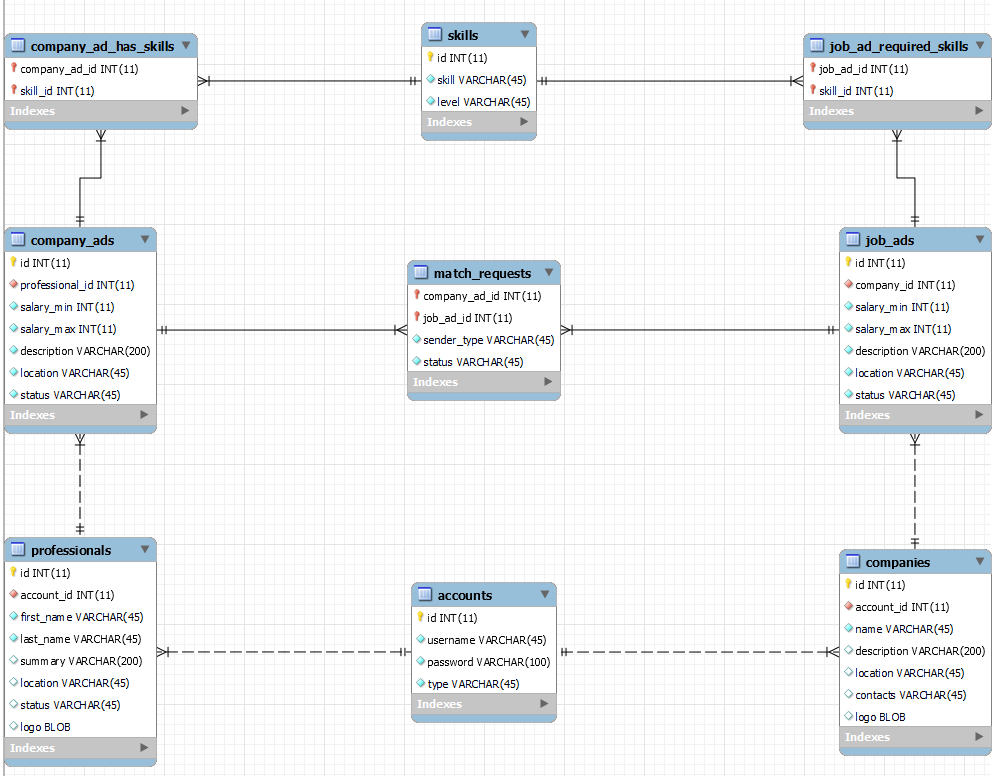 company_ad_has_skills
company_ad_id INT(11)
skill_id INT(11)
Indexes
skills
id INT(11)
skill VARCHAR(45)
level VARCHAR(45)
Indexes
job_ad_required_skills
job_ad_id INT(11)
skill_id INT(11)
Indexes
company_ads
id INT(11)
professional_id INT(11)
salary_min INT(11)
salary_max INT(11)
description VARCHAR(200)
location VARCHAR(45)
status VARCHAR(45)
Indexes
match_requests
company_ad_id INT(11)
job_ad_id INT(11)
sender_type VARCHAR(45)
status VARCHAR(45)
Indexes
job_ads
id INT(11)
company_id INT(11)
salary_min INT(11)
salary_max INT(11)
description VARCHAR(200)
location VARCHAR(45)
status VARCHAR(45)
Indexes
professionals
id INT(11)
account_id INT(11)
first_name VARCHAR(45)
last_name VARCHAR(45)
summary VARCHAR(200)
location VARCHAR(45)
status VARCHAR(45)
logo BLOB
Indexes
accounts
id INT(11)
username VARCHAR(45)
password VARCHAR(100)
type VARCHAR(45)
Indexes
companies
id INT(11)
account_id INT(11)
name VARCHAR(45)
description VARCHAR(200)
location VARCHAR(45)
contacts VARCHAR(45)
logo BLOB
Indexes